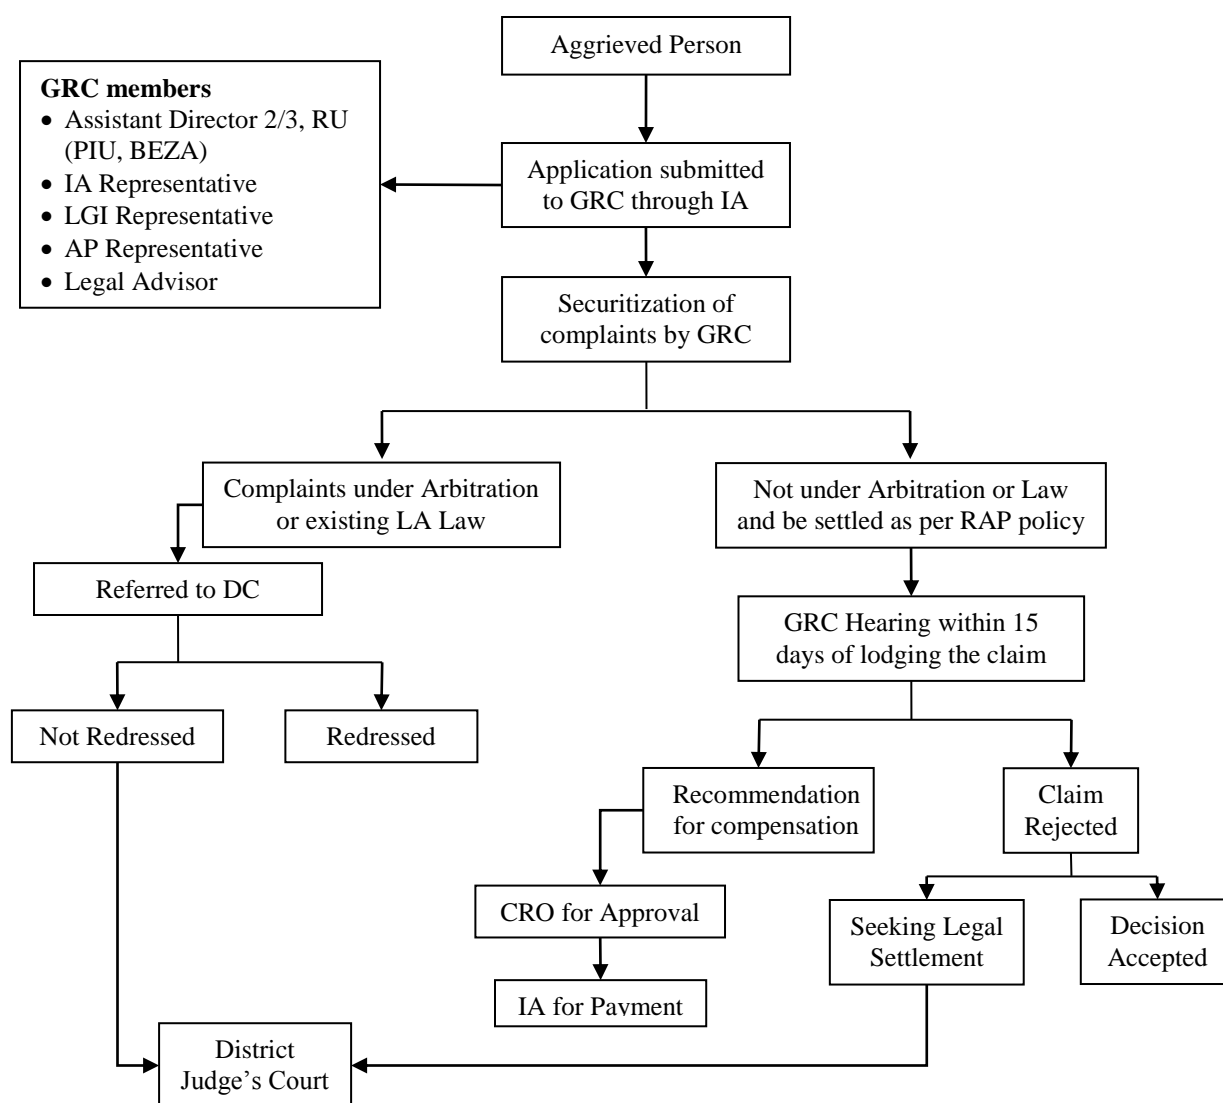 Aggrieved Person
GRC members
• Assistant Director 2/3, RU
(PIU, BEZA)
• IA Representative
• LGI Representative
• AP Representative
• Legal Advisor
Application submitted
to GRC through IA
Securitization of
complaints by GRC
Complaints under Arbitration
or existing LA Law
Not under Arbitration or Law
and be settled as per RAP policy
Referred to DC
GRC Hearing within 15
days of lodging the claim
Not Redressed
Redressed
Recommendation
for compensation
Claim
Rejected
CRO for Approval
Seeking Legal
Settlement
Decision
Accepted
IA for Payment
District
Judge’s Court